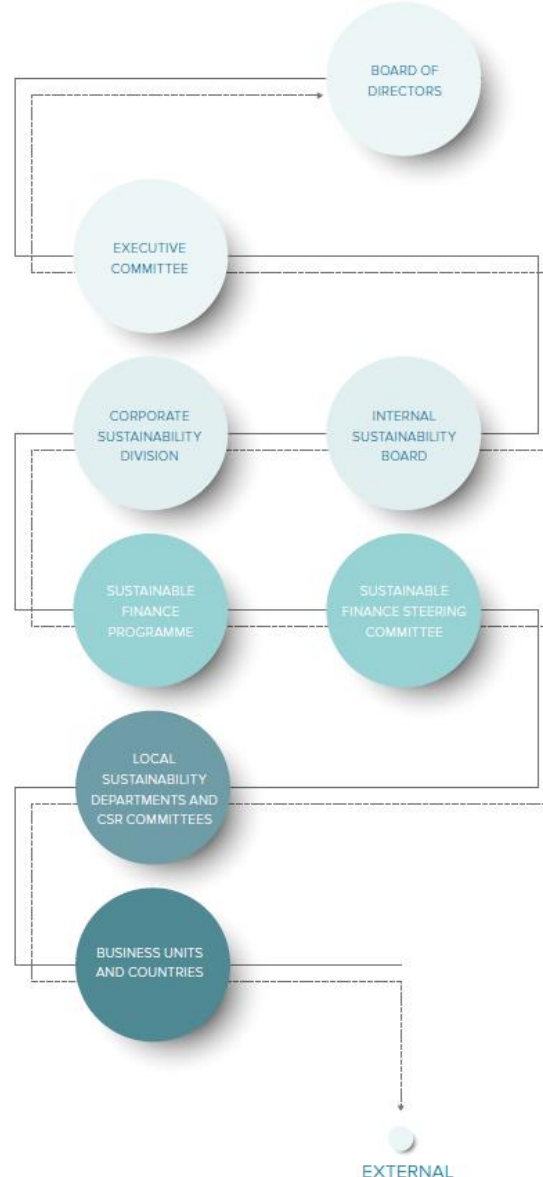 BOARD OF
DIRECTORS
EXECUTIVE
COMMITTEE
CORPORATE
SUSTAINABILITY
DIVISION
INTERNAL
SUSTAINABILITY
BOARD
SUSTAINABLE
FINANCE
PROGRAMME
SUSTAINABLE
FINANCE STEERING
COMMITTEE
LOCAL
SUSTAINABILITY
DEPARTMENTS AND
CSR COMMITTEES
BUSINESS UNITS
AND COUNTRIES
EXTERNAL